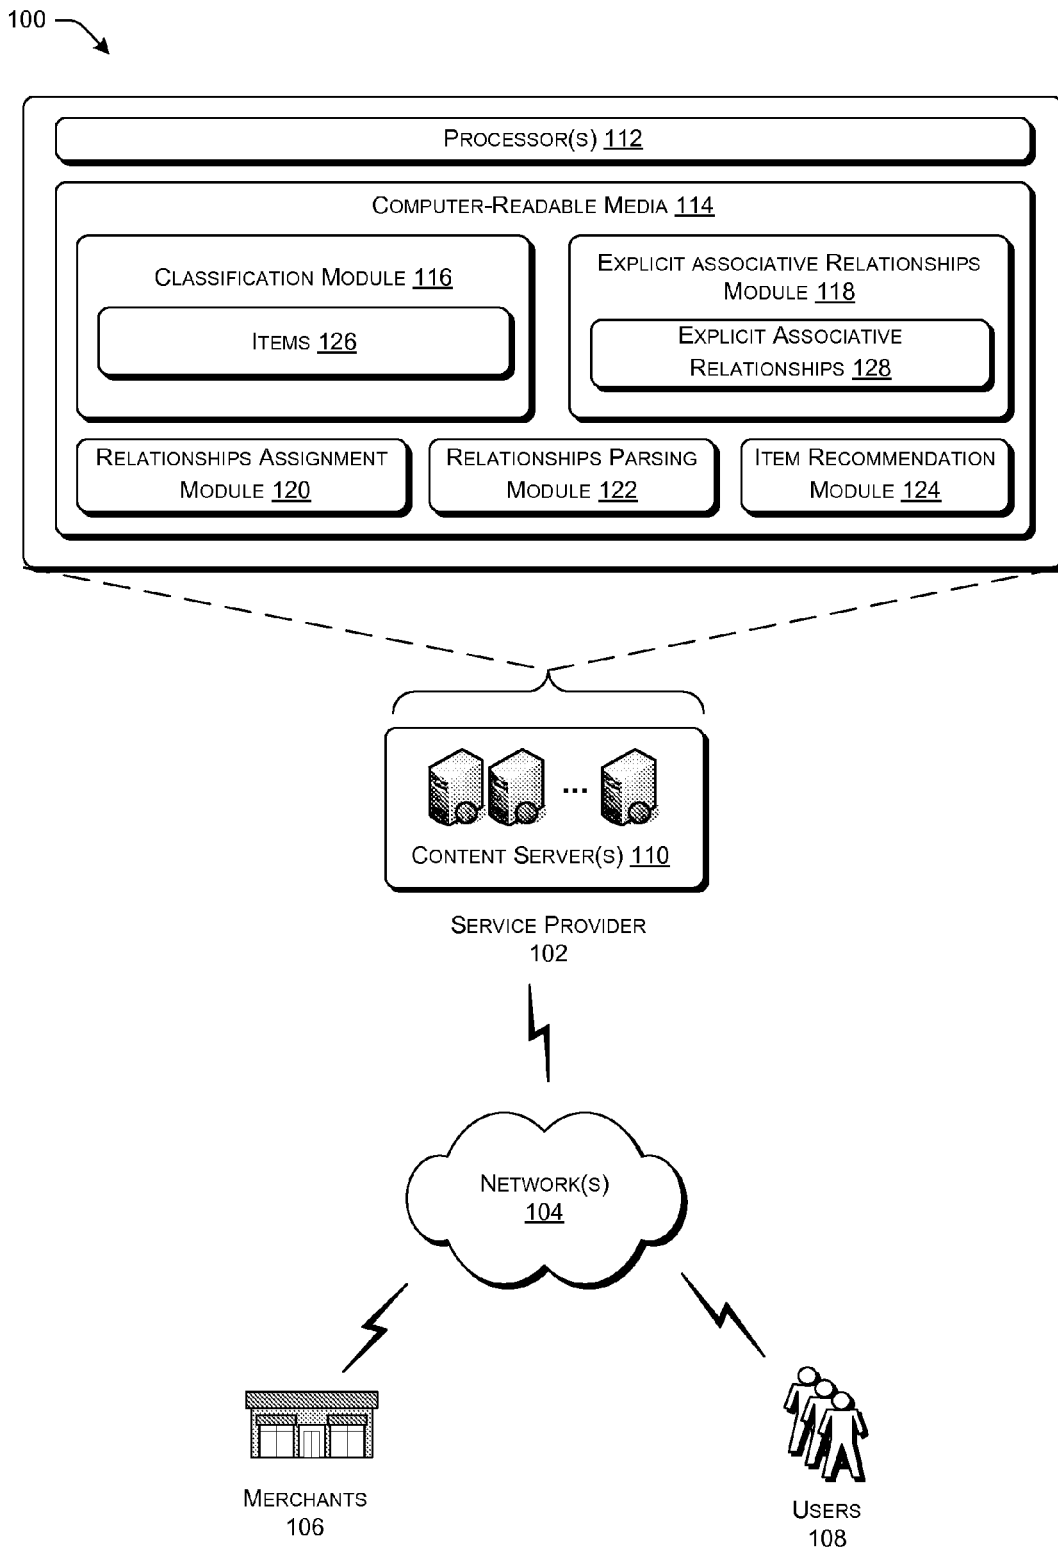 100
PROCESSOR(S) 112
COMPUTER-READABLE MEDIA 114
CLASSIFICATION MODULE 116
ITEMS 126
EXPLICIT ASSOCIATIVE RELATIONSHIPS
MODULE 118
EXPLICIT ASSOCIATIVE
RELATIONSHIPS 128
RELATIONSHIPS ASSIGNMENT
MODULE 120
RELATIONSHIPS PARSING
MODULE 122
ITEM RECOMMENDATION
MODULE 124
...
CONTENT SERVER(S) 110
SERVICE PROVIDER
102
NETWORK(S)
104
MERCHANTS
106
USERS
108